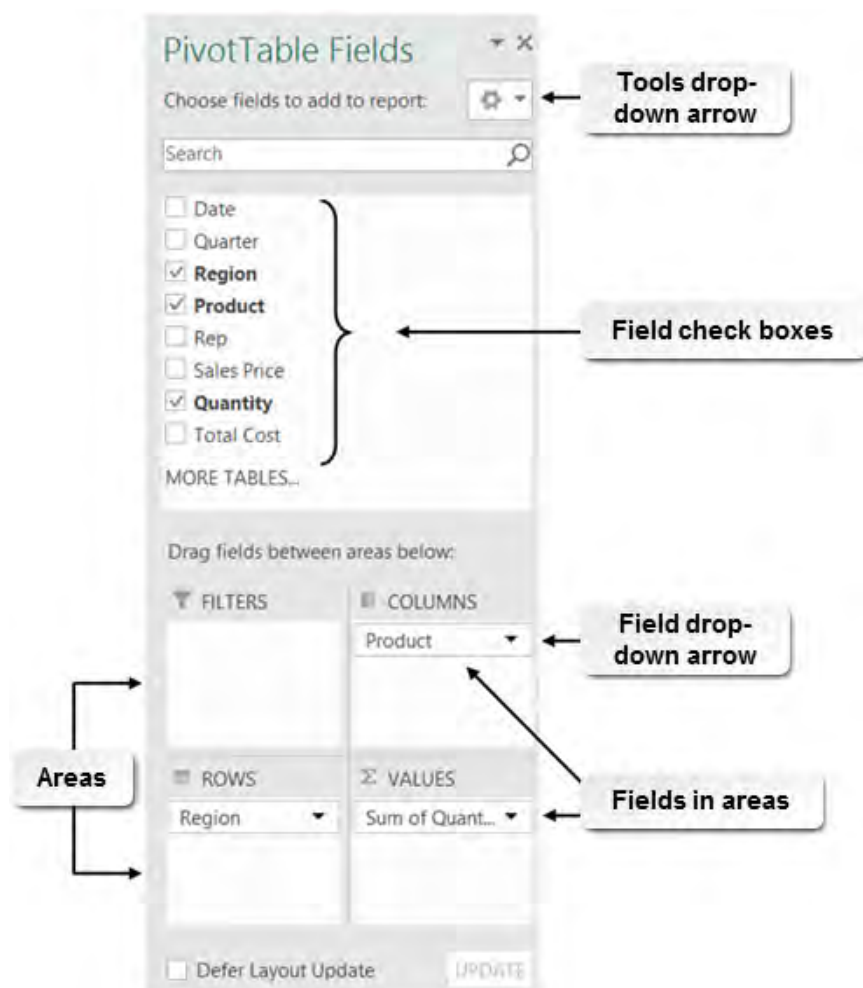 PivotTable Fields
Choose fields to add to report:
Tools drop-
down arrow
Search
Date
Quarter
Region
Product
Rep
Sales Price
Quantity
Total Cost
MORE TABLES...
Field check boxes
Drag fields between areas below:
FILTERS
COLUMNS
Product
Field drop-
down arrow
Areas
ROWS
Σ VALUES
Region
Sum of Quant...
Fields in areas
Defer Layout Update
UPDATE